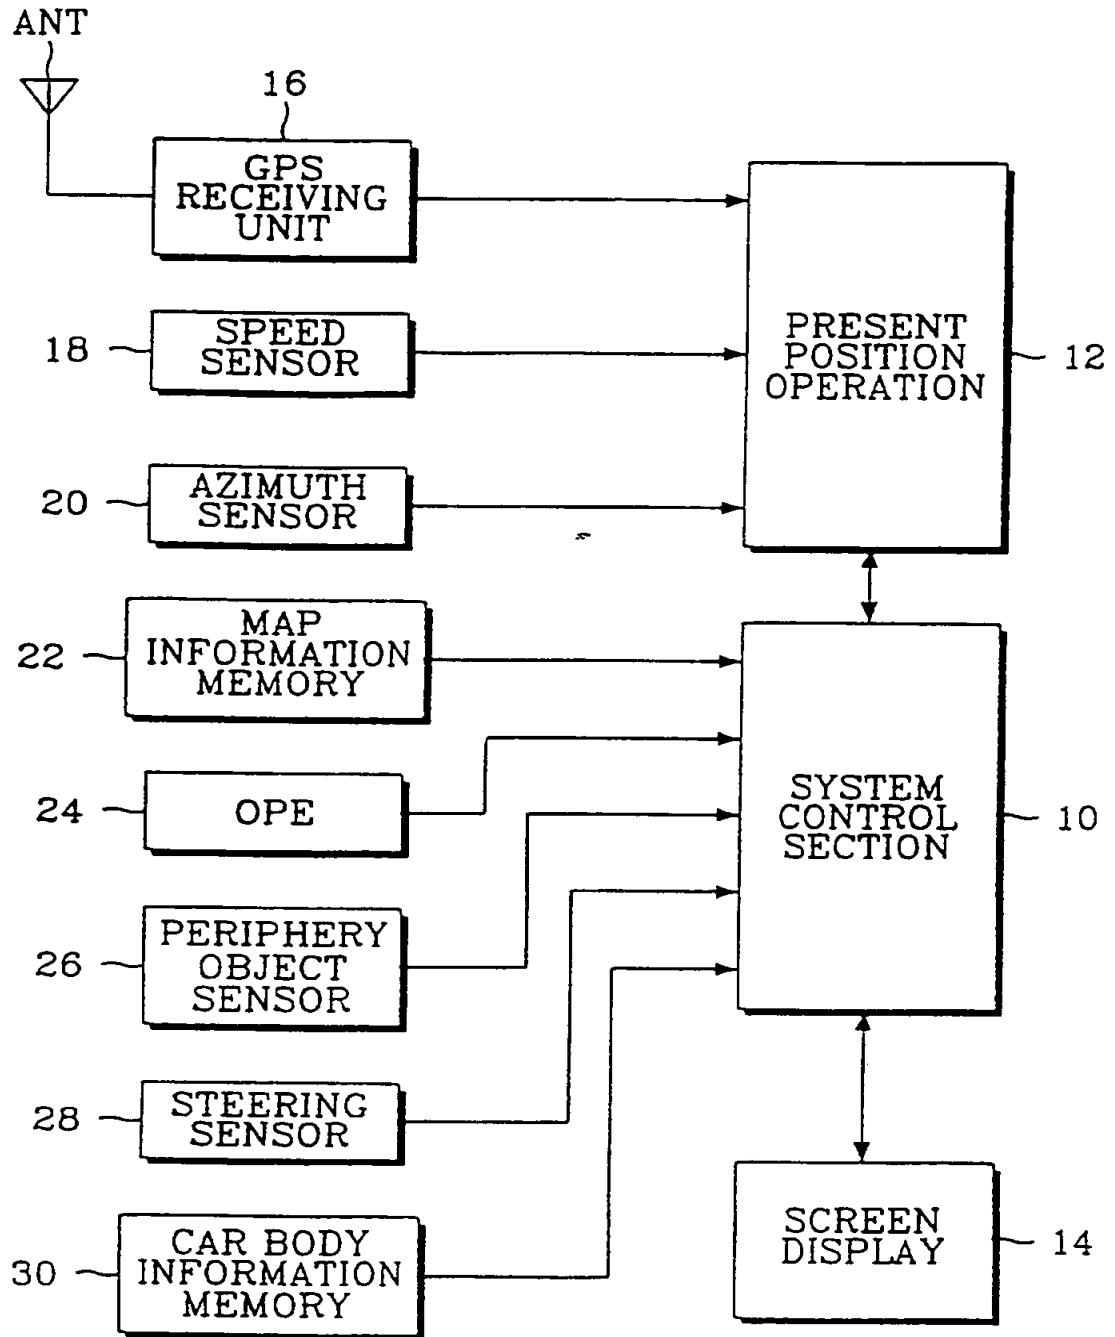 ANT
16
GPS
RECEIVING
UNIT
18
SPEED
SENSOR
PRESENT
POSITION
OPERATION
12
20
AZIMUTH
SENSOR
22
MAP
INFORMATION
MEMORY
24
OPE
SYSTEM
CONTROL
SECTION
10
26
PERIPHERY
OBJECT
SENSOR
28
STEERING
SENSOR
30
CAR BODY
INFORMATION
MEMORY
SCREEN
DISPLAY
14